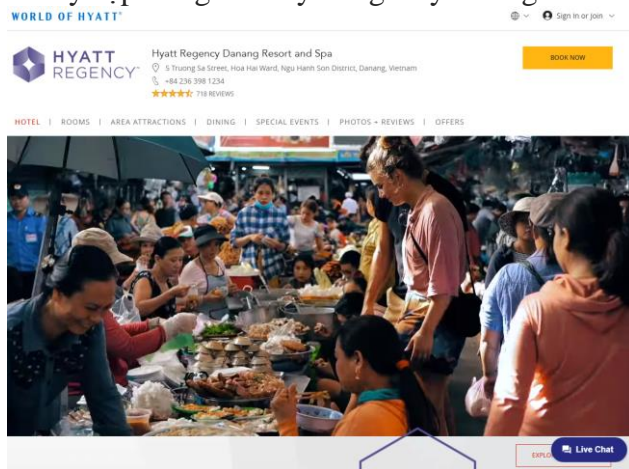 WORLD OF HYATT
Sign In or Join
HYATT
REGENCY
Hyatt Regency Danang Resort and Spa
5 Truong Sa Street, Hoa Hai Ward, Ngu Hanh Son District, Danang, Vietnam
+84 236 398 1234
718 REVIEWS
BOOK NOW
HOTEL | ROOMS | AREA ATTRACTIONS | DINING | SPECIAL EVENTS | PHOTOS + REVIEWS | OFFERS
Live Chat